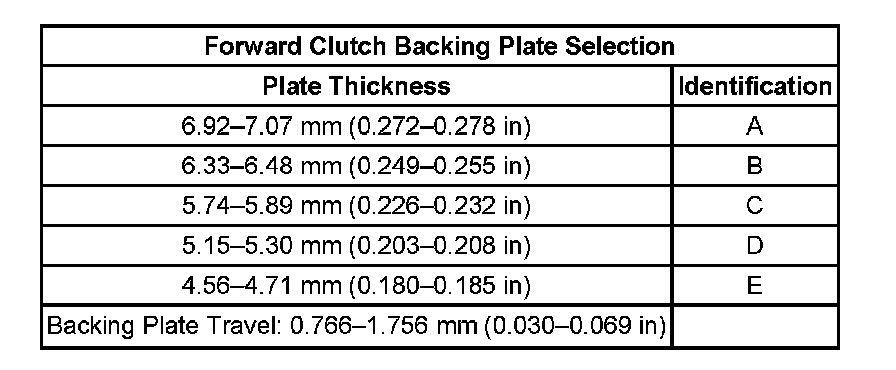 Forward Clutch Backing Plate Selection
Plate Thickness Identification
6.92–7.07 mm (0.272–0.278 in) A
6.33–6.48 mm (0.249–0.255 in) B
5.74–5.89 mm (0.226–0.232 in) C
5.15–5.30 mm (0.203–0.208 in) D
4.56–4.71 mm (0.180–0.185 in) E
Backing Plate Travel: 0.766–1.756 mm (0.030–0.069 in)